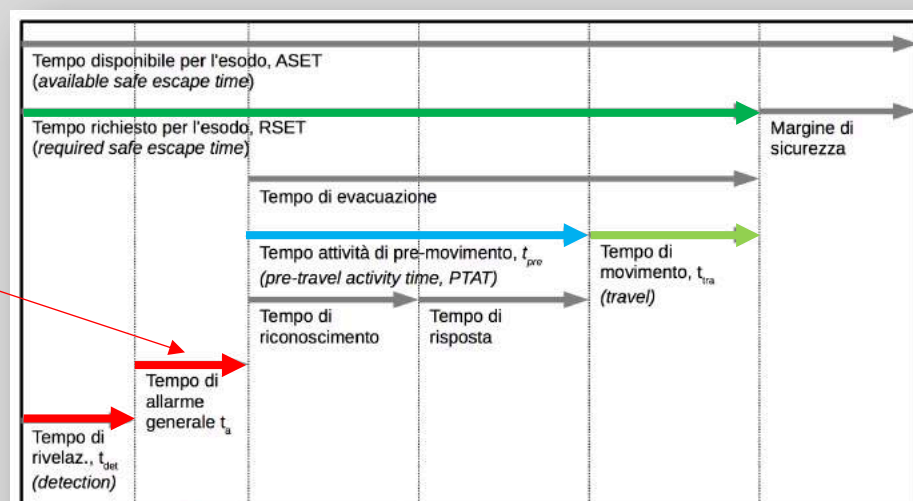 Tempo disponibile per l'esodo, ASET
(available safe escape time)
Tempo richiesto per l'esodo, RSET
(required safe escape time)
Margine di
sicurezza
Tempo di evacuazione
Tempo attività di pre-movimento, tpre
(pre-travel activity time, PTAT)
Tempo di
movimento, ttra
(travel)
Tempo di
riconoscimento
Tempo di
risposta
Tempo di
allarme
generale ta
Tempo di
rivelaz., tdet
(detection)